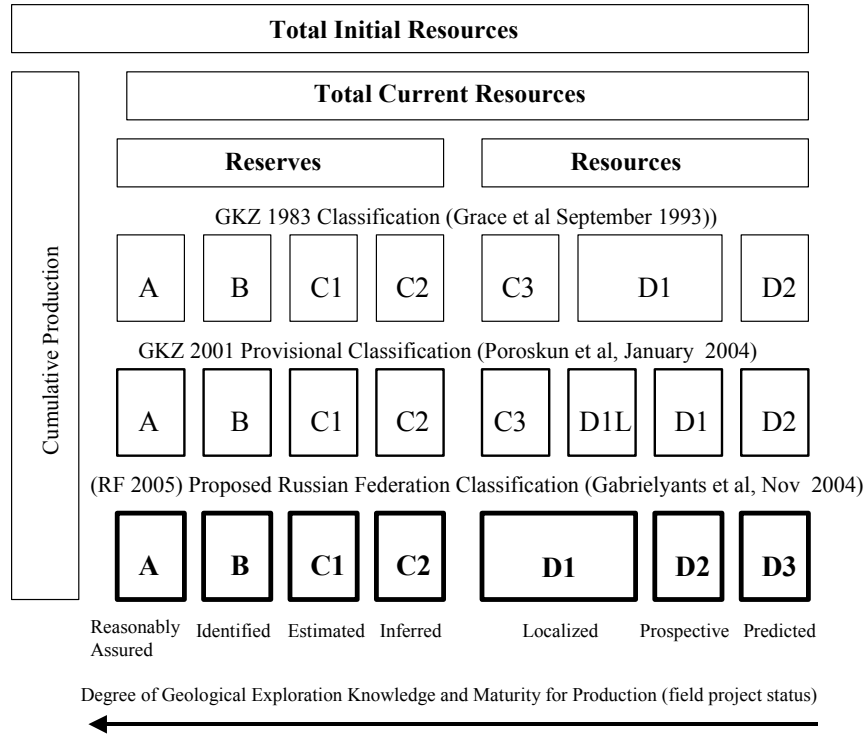 Total Initial Resources
Total Current Resources
Reserves
Resources
Cumulative Production
GKZ 1983 Classification (Grace et al September 1993))
A B C1 C2 C3 D1 D2
GKZ 2001 Provisional Classification (Poroskun et al, January 2004)
A B C1 C2 C3 D1L D1 D2
(RF 2005) Proposed Russian Federation Classification (Gabrielyants et al, Nov 2004)
A B C1 C2 D1 D2 D3
Reasonably
Assured
Identified
Estimated
Inferred
Localized
Prospective
Predicted
Degree of Geological Exploration Knowledge and Maturity for Production (field project status)